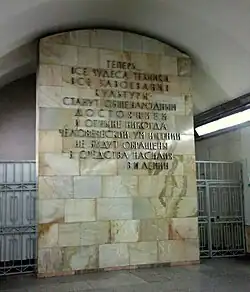 ТЕПЕРЬ
ВСЕ ЧУДЕСА ТЕХНИКИ,
ВСЕ ЗАВОЕВАНИЯ
КУЛЬТУРЫ
СТАНУТ ОБЩЕНАРОДНЫМ
ДОСТОЯНИЕМ
И ОТНЫНЕ НИКОГДА
ЧЕЛОВЕЧЕСКИЙ УМ И ГЕНИЙ
НЕ БУДУТ ОБРАЩЕНЫ
В СРЕДСТВА НАСИЛИЯ
В.И.ЛЕНИН